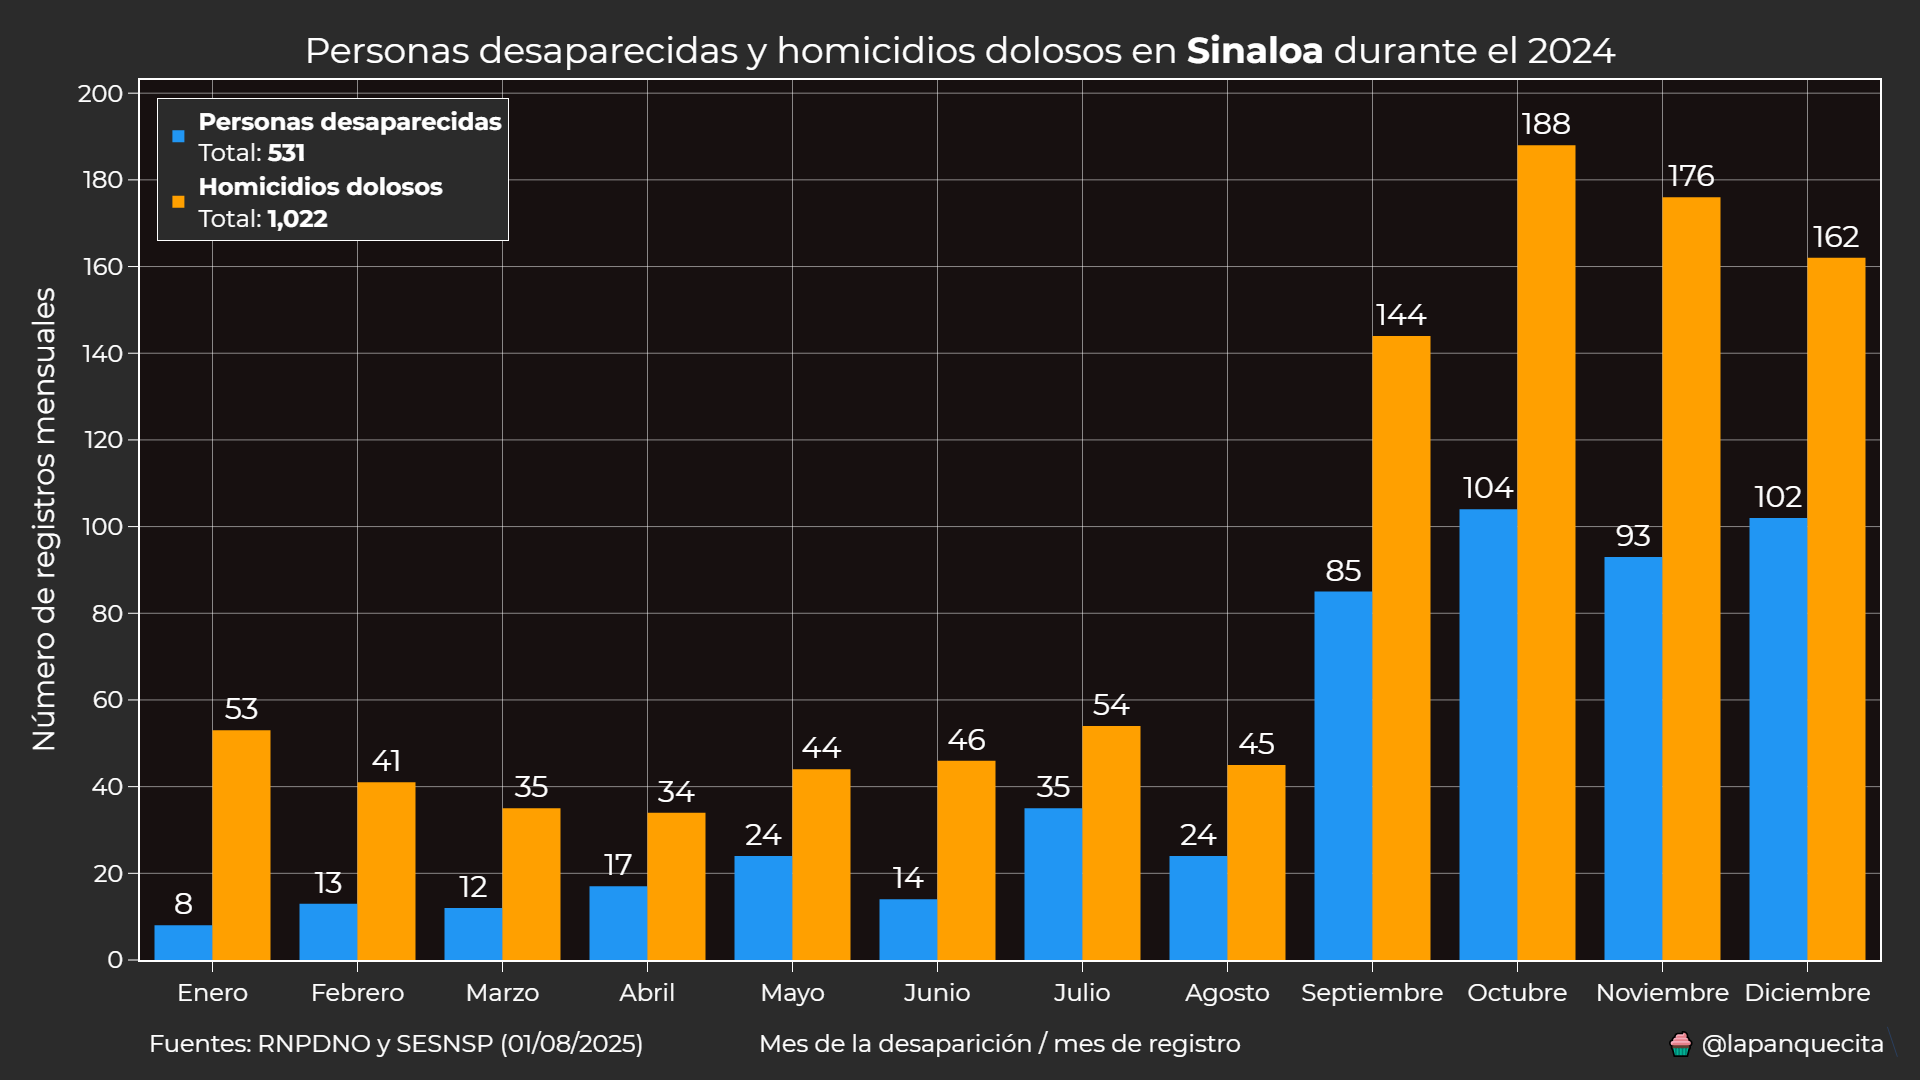 Personas desaparecidas y homicidios dolosos en Sinaloa durante el 2024
Número de registros mensuales
200
180
160
140
120
100
80
60
40
20
0
Personas desaparecidas
Total: 531
Homicidios dolosos
Total: 1,022
8
53
13
41
12
35
17
34
24
44
14
46
35
54
24
45
85
144
104
188
93
176
102
162
Enero
Febrero
Marzo
Abril
Mayo
Junio
Julio
Agosto
Septiembre
Octubre
Noviembre
Diciembre
Fuentes: RNPDNO y SESNSP (01/08/2025)
Mes de la desaparición / mes de registro
@lapanquecita